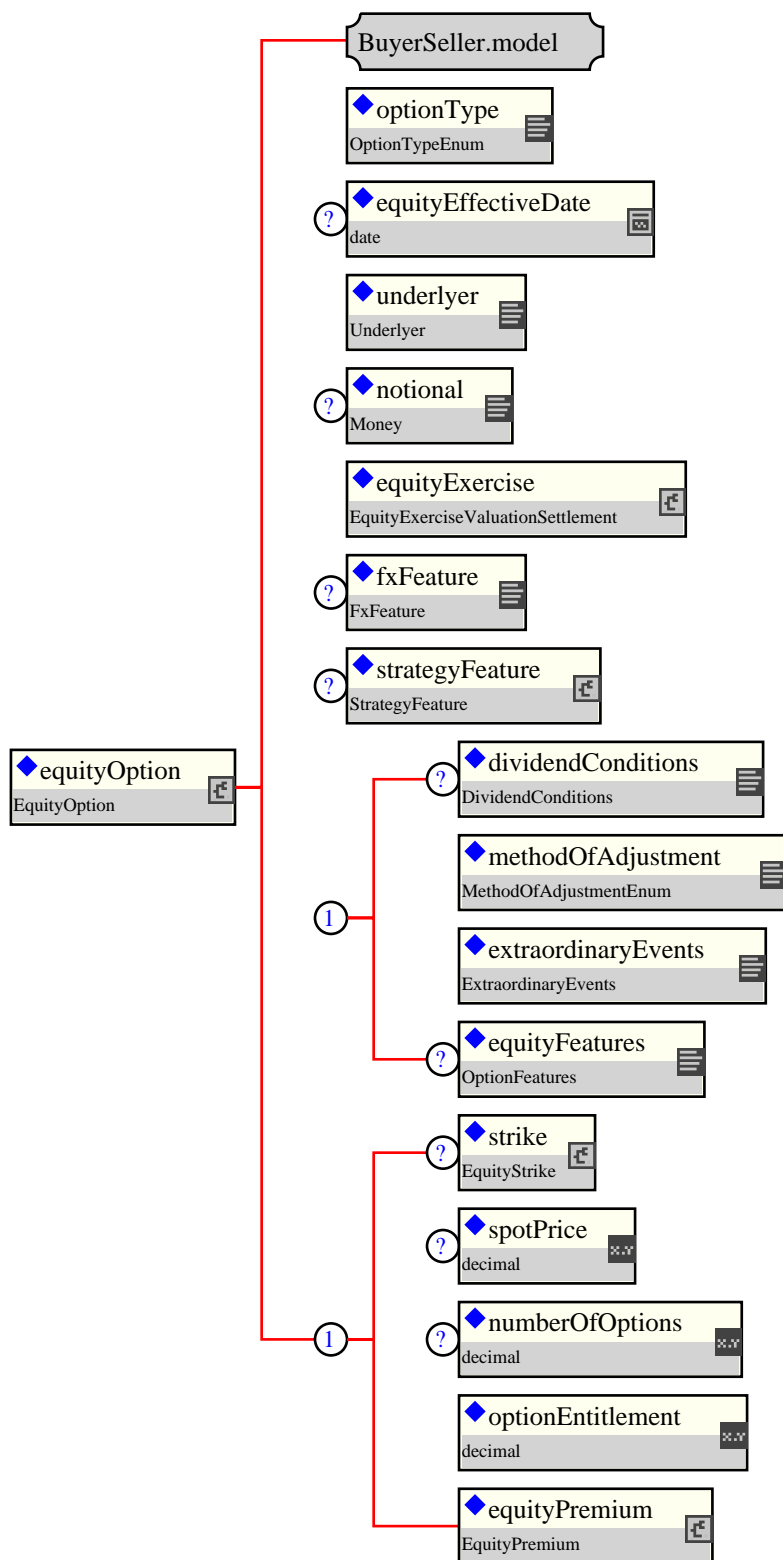 BuyerSeller.model
optionType
OptionTypeEnum
?
equityEffectiveDate
date
underlyer
Underlyer
?
notional
Money
equityExercise
EquityExerciseValuationSettlement
?
fxFeature
FxFeature
?
strategyFeature
StrategyFeature
equityOption
EquityOption
?
dividendConditions
DividendConditions
methodOfAdjustment
MethodOfAdjustmentEnum
1
extraordinaryEvents
ExtraordinaryEvents
?
equityFeatures
OptionFeatures
?
strike
EquityStrike
?
spotPrice
decimal
x.y
1
?
numberOfOptions
decimal
x.y
optionEntitlement
decimal
x.y
equityPremium
EquityPremium